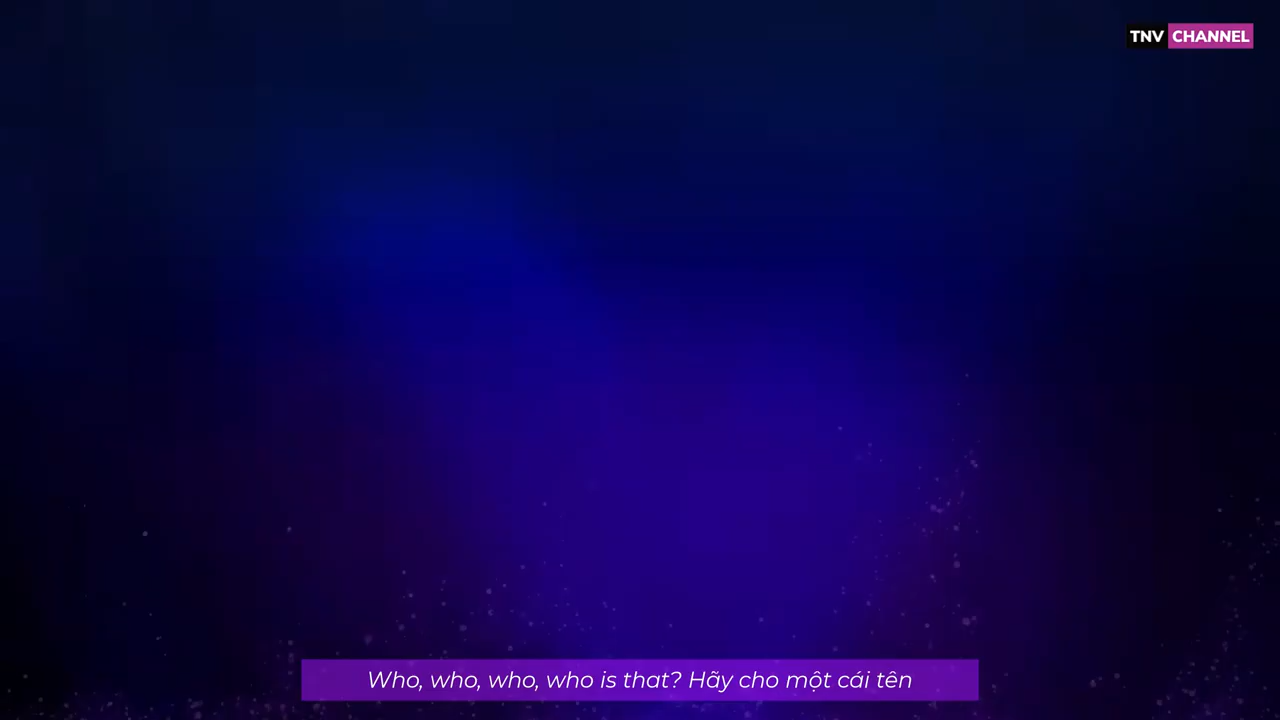 TNV CHANNEL
Who, who, who, who is that? Hãy cho một cái tên